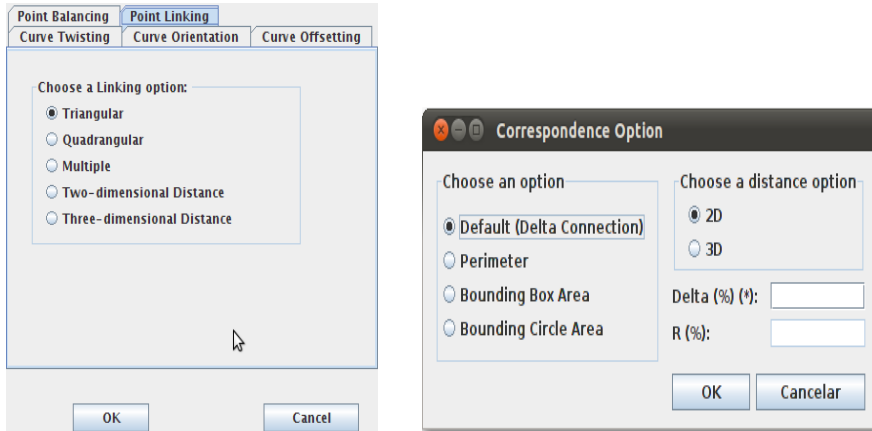 Point Balancing Point Linking
Curve Twisting Curve Orientation Curve Offsetting
Choose a Linking option:
Triangular
Quadrangular
Multiple
Two-dimensional Distance
Three-dimensional Distance
OK Cancel
Correspondence Option
Choose an option
Default (Delta Connection)
Perimeter
Bounding Box Area
Bounding Circle Area
Choose a distance option
2D
3D
Delta (%) (*):
R (%):
OK Cancelar